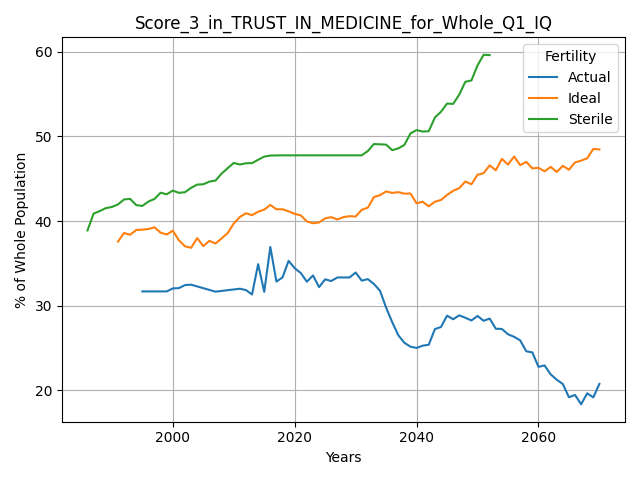 Score_3_in_TRUST_IN_MEDICINE_for_Whole_Q1_IQ
% of Whole Population
60
50
40
30
20
Fertility
Actual
Ideal
Sterile
2000
2020
2040
2060
Years